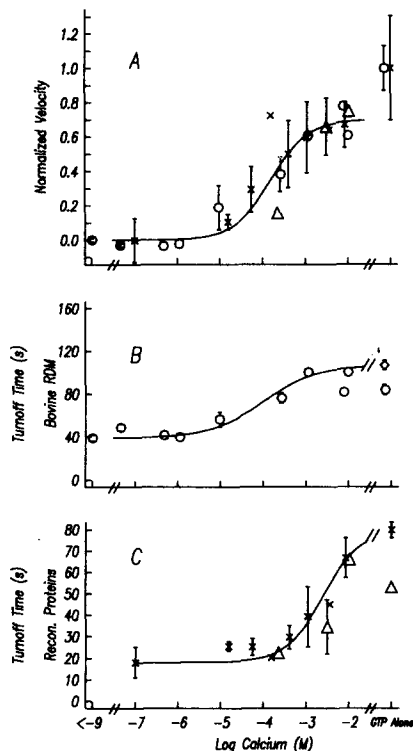 A
1.2
1.0
0.8
0.6
0.4
0.2
0.0
Normalized Velocity
B
160
120
80
40
0
Turnoff Time (s)
Bovine RDM
C
80
70
60
50
40
30
20
10
0
Turnoff Time (s)
Recon. Proteins
<-9 -7 -6 -5 -4 -3 -2 GTP Alone
Log Calcium (M)